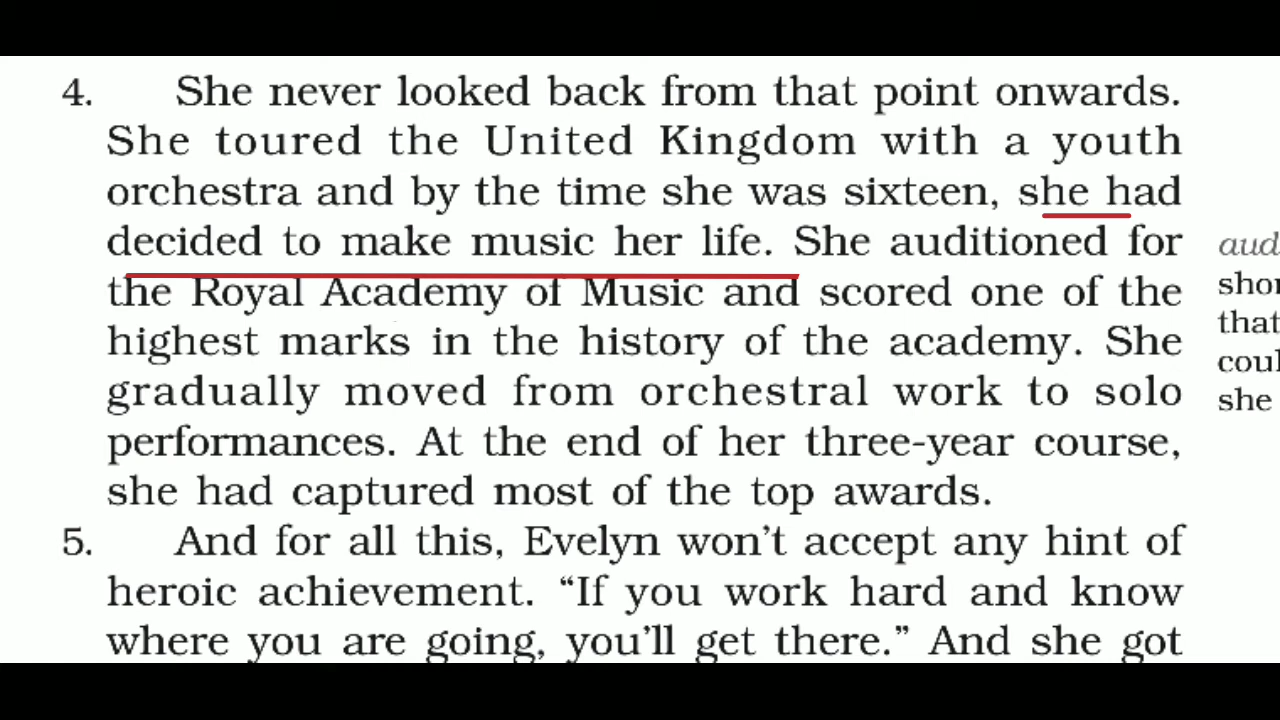 4. She never looked back from that point onwards.
She toured the United Kingdom with a youth
orchestra and by the time she was sixteen, she had
decided to make music her life. She auditioned for
the Royal Academy of Music and scored one of the
highest marks in the history of the academy. She
gradually moved from orchestral work to solo
performances. At the end of her three-year course,
she had captured most of the top awards.
5. And for all this, Evelyn won’t accept any hint of
heroic achievement. “If you work hard and know
where you are going, you’ll get there.” And she got
aud
shor
that
coul
she